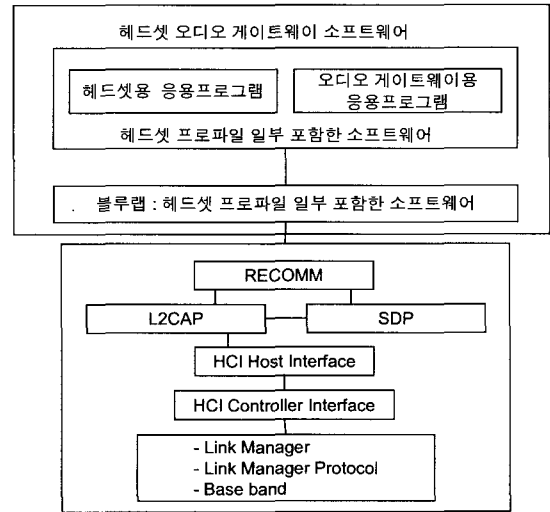 헤드셋 오디오 게이트웨이 소프트웨어
헤드셋용 응용프로그램
오디오 게이트웨이용
응용프로그램
헤드셋 프로파일 일부 포함한 소프트웨어
블루랩 : 헤드셋 프로파일 일부 포함한 소프트웨어
RECOMM
L2CAP
SDP
HCI Host Interface
HCI Controller Interface
- Link Manager
- Link Manager Protocol
- Base band